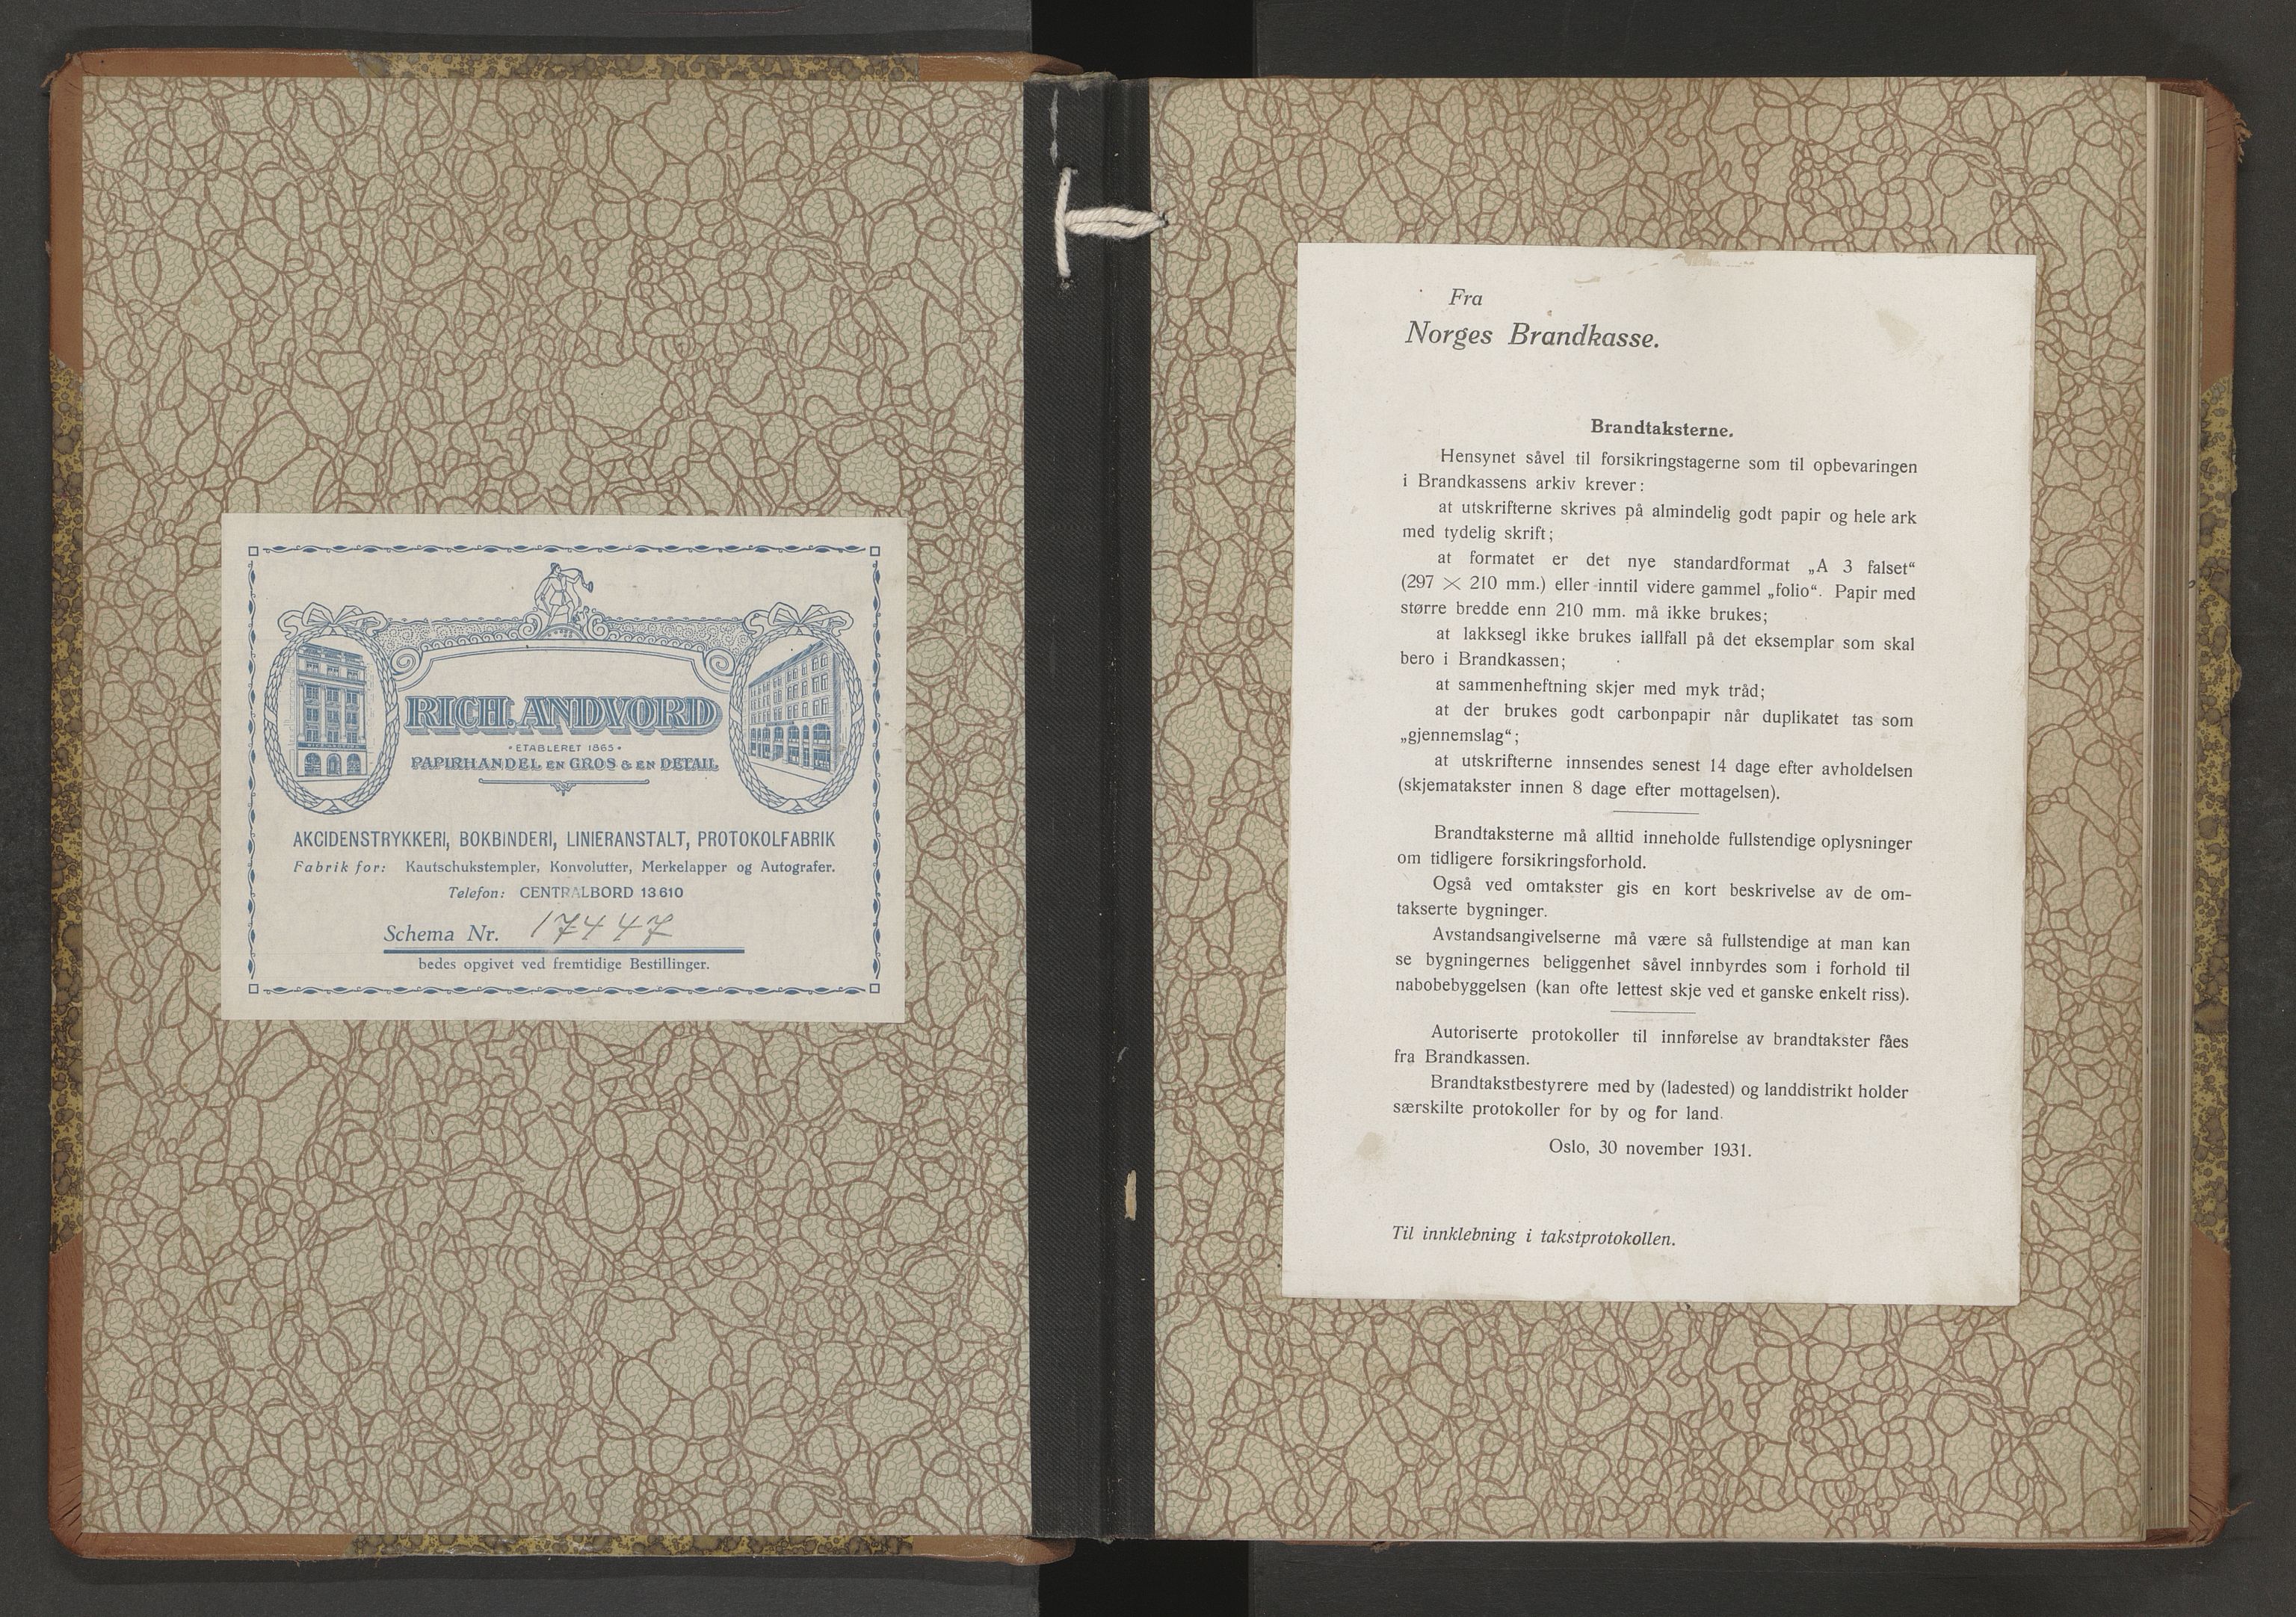 RICH. ANDVORD
• ETABLERET 1865 •
PAPIRHANDEL EN GROS & EN DETAIL
AKCIDENSTRYKKERI, BOKBINDERI, LINIERANSTALT, PROTOKOLFABRIK
Fabrik for: Kautschukstempler, Konvolutter, Merkelapper og Autografer.
Telefon: CENTRALBORD 13610
Schema Nr. 17447
bedes opgivet ved fremtidige Bestillinger.
Fra
Norges Brandkasse.
Brandtaksterne.
Hensynet såvel til forsikringstagerne som til opbevaringen
i Brandkassens arkiv krever:
at utskrifterne skrives på almindelig godt papir og hele ark
med tydelig skrift;
at formatet er det nye standardformat „A 3 falset“
(297 × 210 mm.) eller inntil videre gammel „folio“. Papir med
større bredde enn 210 mm. må ikke brukes;
at lakksegl ikke brukes iallfall på det eksemplar som skal
bero i Brandkassen;
at sammenheftning skjer med myk tråd;
at der brukes godt carbonpapir når duplikatet tas som
„gjennemslag“;
at utskrifterne innsendes senest 14 dage efter avholdelsen
(skjematakster innen 8 dage efter mottagelsen).
Brandtaksterne må alltid inneholde fullstendige oplysninger
om tidligere forsikringsforhold.
Også ved omtakster gis en kort beskrivelse av de om-
takserte bygninger.
Avstandsangivelserne må være så fullstendige at man kan
se bygningernes beliggenhet såvel innbyrdes som i forhold til
nabobebyggelsen (kan ofte lettest skje ved et ganske enkelt riss).
Autoriserte protokoller til innførelse av brandtakster fåes
fra Brandkassen.
Brandtakstbestyrere med by (ladested) og landdistrikt holder
særskilte protokoller for by og for land.
Oslo, 30 november 1931.
Til innklebning i takstprotokollen.